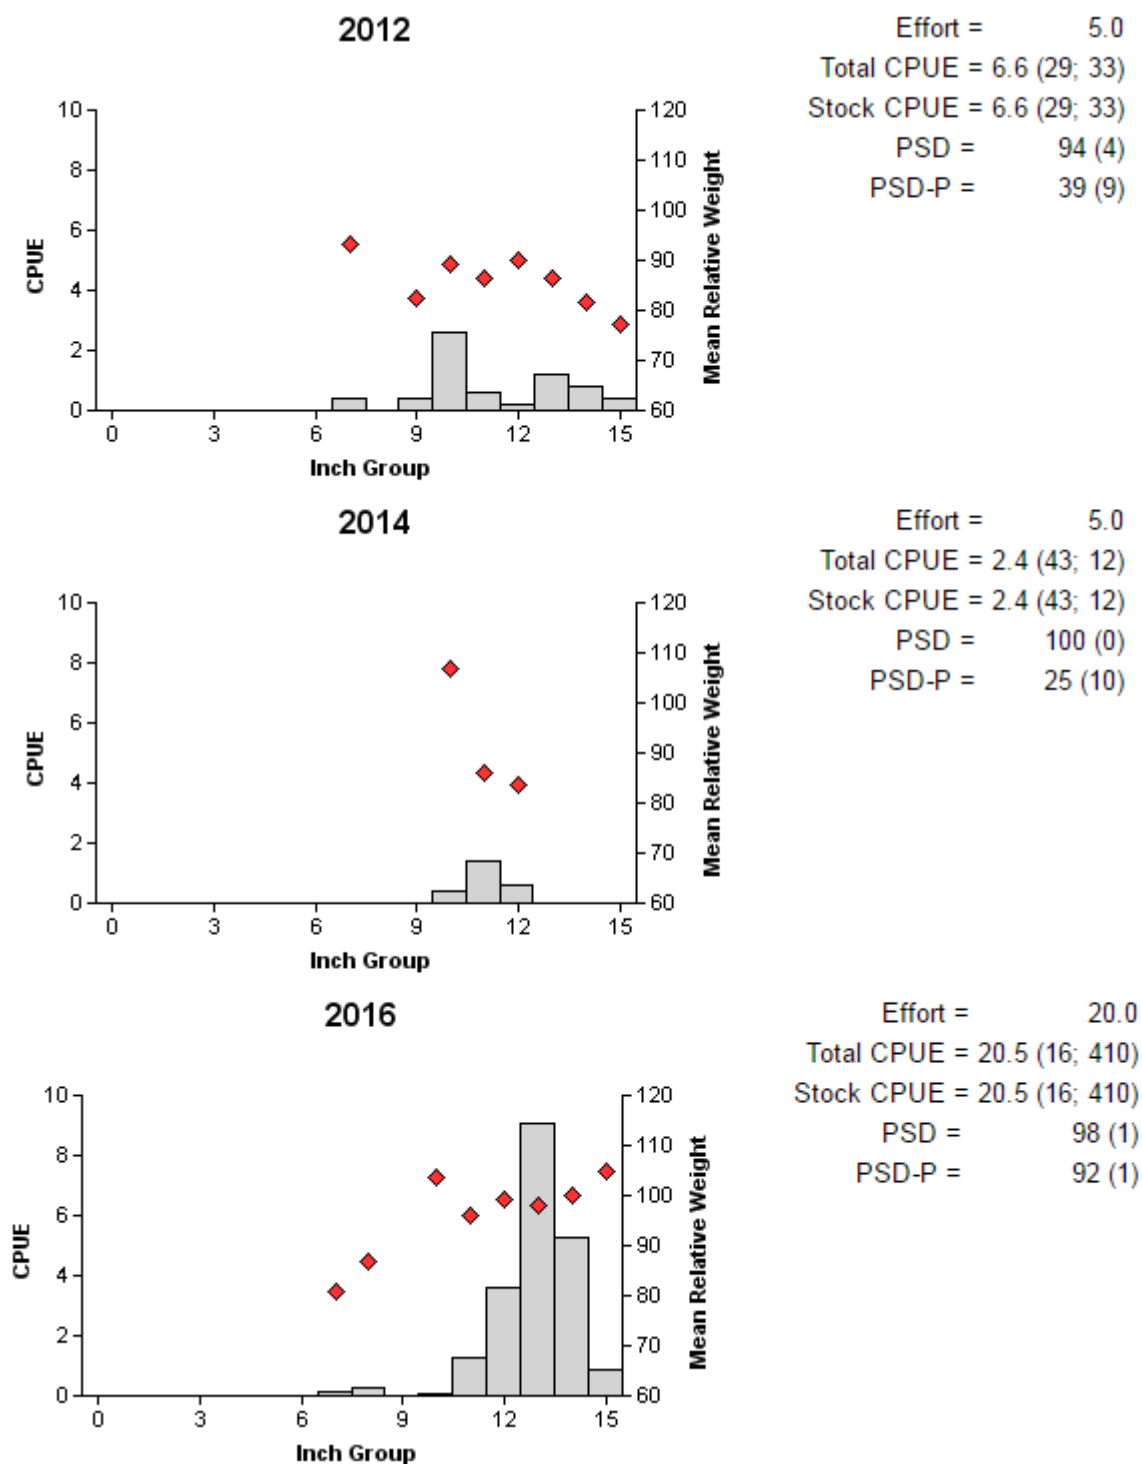 2012
Effort = 5.0
Total CPUE = 6.6 (29; 33)
Stock CPUE = 6.6 (29; 33)
PSD = 94 (4)
PSD-P = 39 (9)
10
8
6
4
2
0
CPUE
120
110
100
90
80
70
60
Mean Relative Weight
0 3 6 9 12 15
Inch Group
2014
Effort = 5.0
Total CPUE = 2.4 (43; 12)
Stock CPUE = 2.4 (43; 12)
PSD = 100 (0)
PSD-P = 25 (10)
10
8
6
4
2
0
CPUE
120
110
100
90
80
70
60
Mean Relative Weight
0 3 6 9 12 15
Inch Group
2016
Effort = 20.0
Total CPUE = 20.5 (16; 410)
Stock CPUE = 20.5 (16; 410)
PSD = 98 (1)
PSD-P = 92 (1)
10
8
6
4
2
0
CPUE
120
110
100
90
80
70
60
Mean Relative Weight
0 3 6 9 12 15
Inch Group